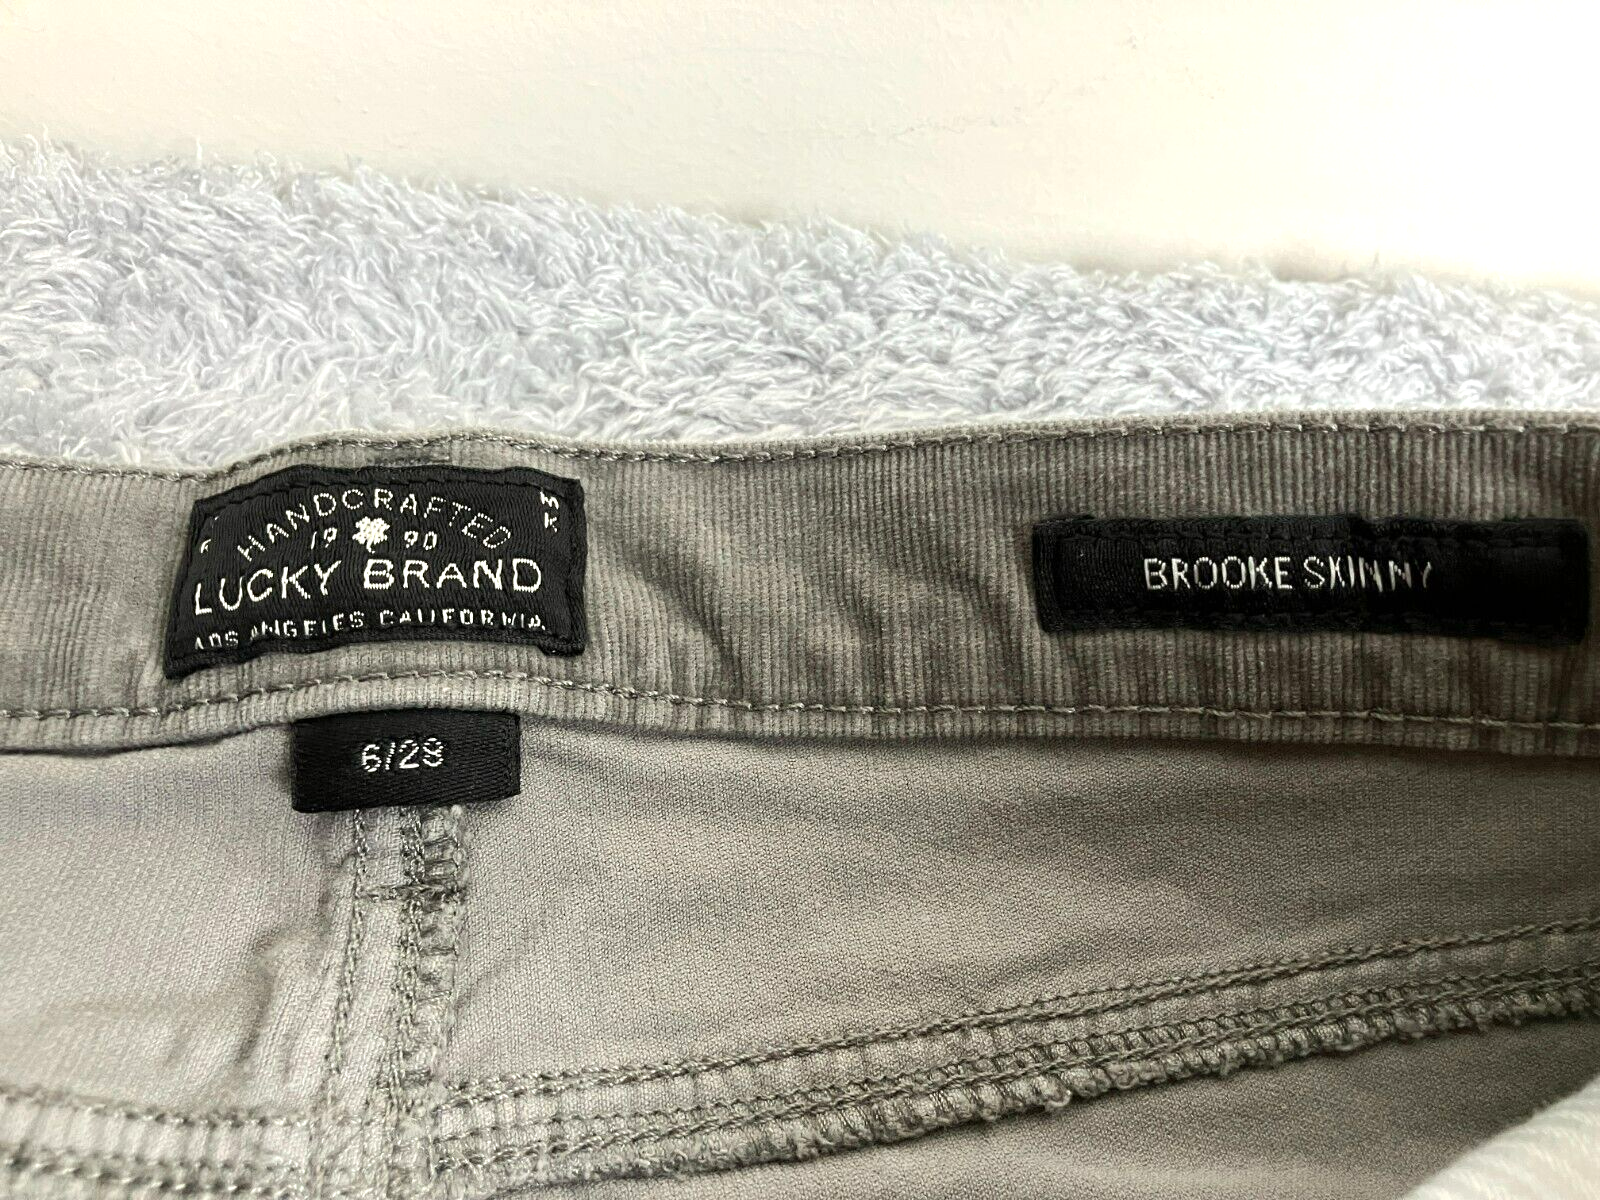 HANDCRAFTED
19 90
LUCKY BRAND
LOS ANGELES CALIFORNIA
BROOKE SKINNY
6/28